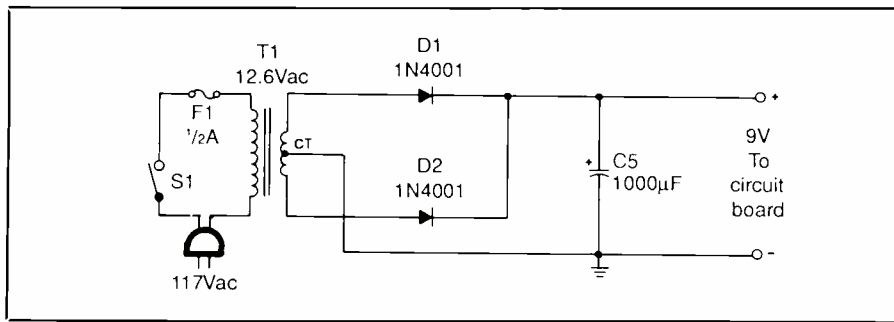 T1
12.6Vac
F1
1/2A
S1
117Vac
CT
D1
1N4001
D2
1N4001
+
C5
1000µF
+
9V
To
circuit
board
-